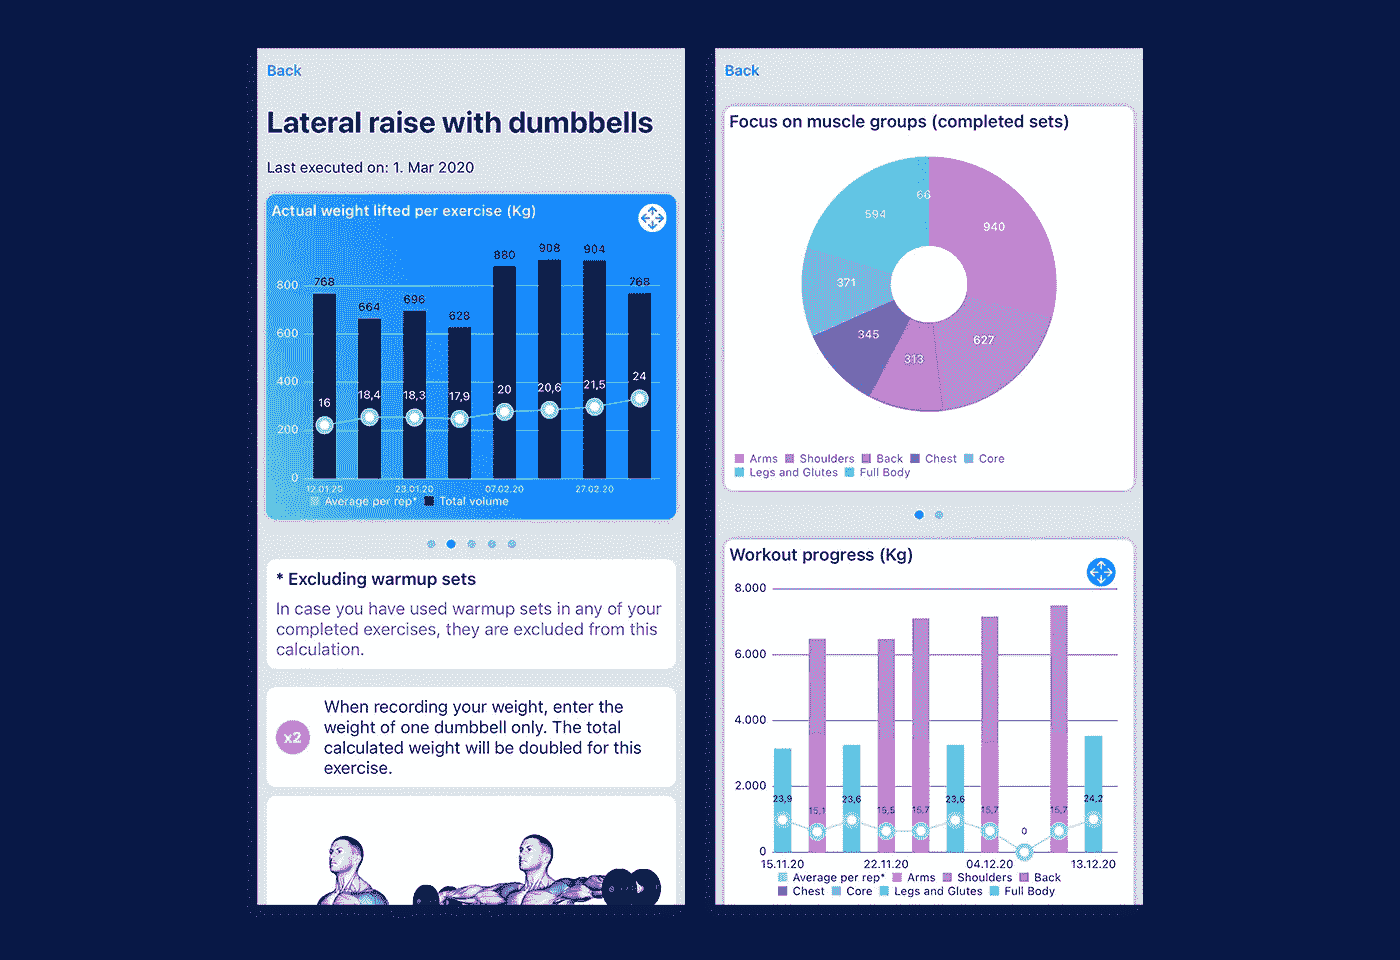 Back
Lateral raise with dumbbells
Last executed on: 1. Mar 2020
Actual weight lifted per exercise (Kg)
908 904
880
800 768 768
696
664
628
600
400
24
20 20,6 21,5
16 18,4 18,3 17,9
200
0
12.01.20 23.01.20 07.02.20 27.02.20
Average per rep* Total volume
* Excluding warmup sets
In case you have used warmup sets in any of your
completed exercises, they are excluded from this
calculation.
x2
When recording your weight, enter the
weight of one dumbbell only. The total
calculated weight will be doubled for this
exercise.
Back
Focus on muscle groups (completed sets)
66
594 940
371
345 627
313
Arms Shoulders Back Chest Core
Legs and Glutes Full Body
Workout progress (Kg)
8.000
6.000
4.000
2.000
23,9 15,1 23,6 15,5 15,7 23,6 15,7 0 15,7 24,2
0
15.11.20 22.11.20 04.12.20 13.12.20
Average per rep* Arms Shoulders Back
Chest Core Legs and Glutes Full Body